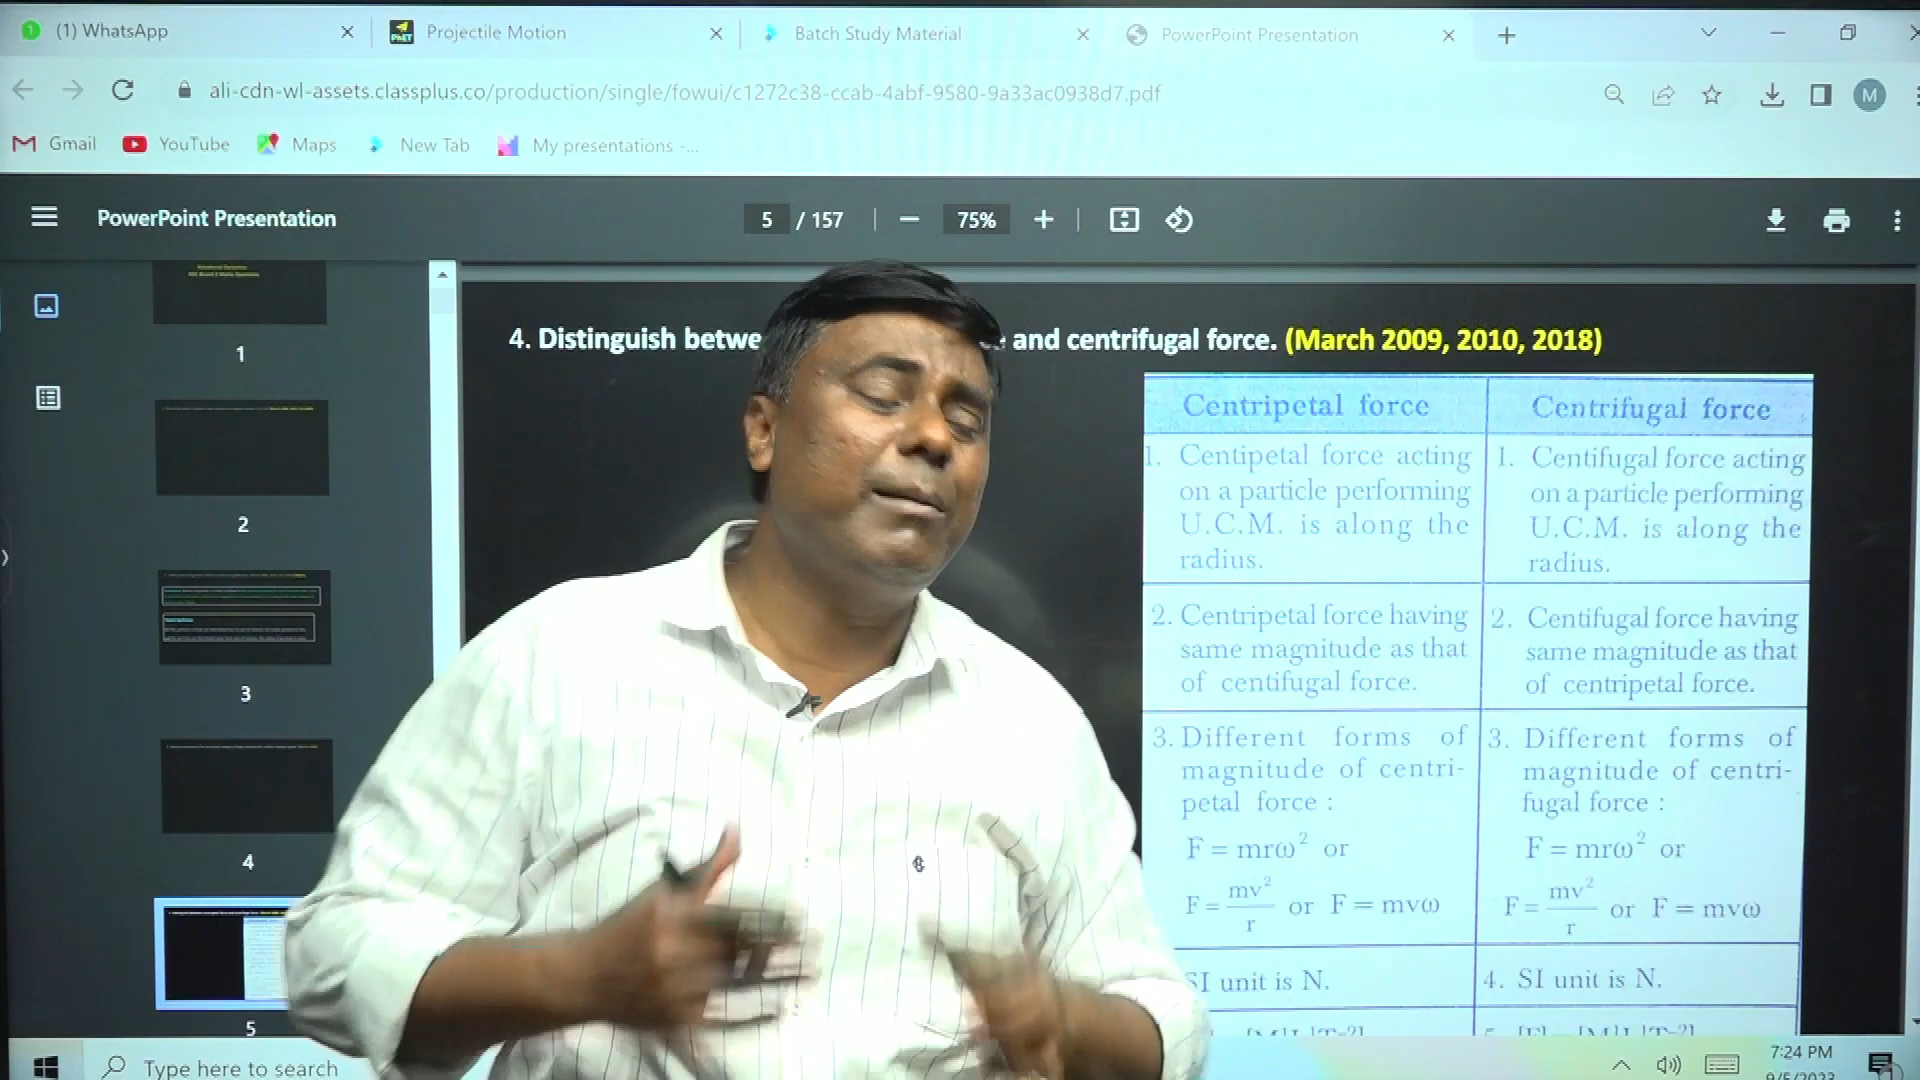 (1) WhatsApp
Projectile Motion
Batch Study Material
PowerPoint Presentation
ali-cdn-wl-assets.classplus.co/production/single/fowui/c1272c38-ccab-4abf-9580-9a33ac0938d7.pdf
M
Gmail
YouTube
Maps
New Tab
My presentations -...
PowerPoint Presentation
5 / 157
75%
1
2
3
4
5
4. Distinguish betwe
and centrifugal force. (March 2009, 2010, 2018)
Centripetal force
1. Centipetal force acting
on a particle performing
U.C.M. is along the
radius.
2. Centripetal force having
same magnitude as that
of centifugal force.
3. Different forms of
magnitude of centri-
petal force :
F = mrω² or
F = mv²/r or F = mvω
SI unit is N.
Centrifugal force
1. Centifugal force acting
on a particle performing
U.C.M. is along the
radius.
2. Centifugal force having
same magnitude as that
of centripetal force.
3. Different forms of
magnitude of centri-
fugal force :
F = mrω² or
F = mv²/r or F = mvω
4. SI unit is N.
Type here to search
7:24 PM
9/5/2023